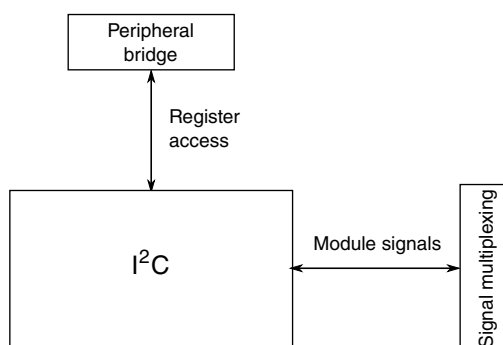 Peripheral
bridge
Register
access
I²C
Module signals
Signal multiplexing